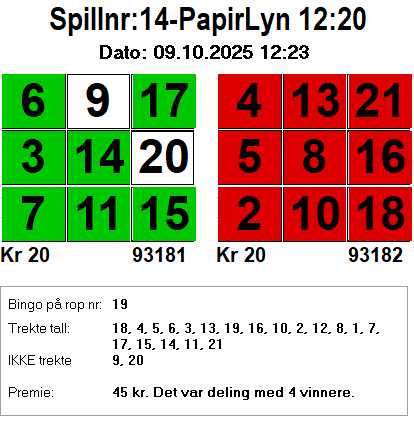 Spillnr:14-PapirLyn 12:20
Dato: 09.10.2025 12:23
6 9 17 4 13 21
3 14 20 5 8 16
7 11 15 2 10 18
Kr 20 93181 Kr 20 93182
Bingo på rop nr: 19
Trekte tall: 18, 4, 5, 6, 3, 13, 19, 16, 10, 2, 12, 8, 1, 7,
17, 15, 14, 11, 21
IKKE trekte 9, 20
Premie: 45 kr. Det var deling med 4 vinnere.